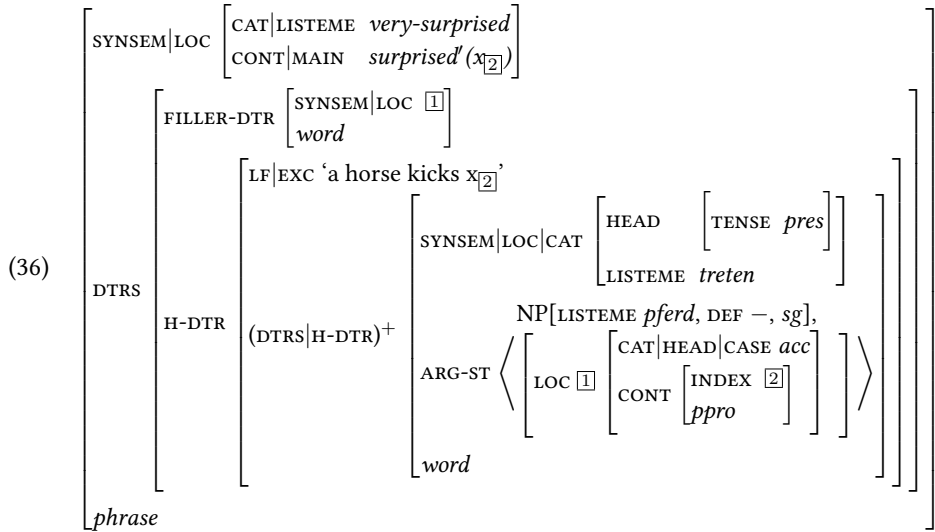 SYNSEM|LOC [CAT|LISTEME very-surprised
CONT|MAIN surprised′(x[2])]
FILLER-DTR [SYNSEM|LOC [1]
word]
LF|EXC ‘a horse kicks x[2]’
(36)
DTRS
H-DTR
(DTRS|H-DTR)+
SYNSEM|LOC|CAT
HEAD [TENSE pres]
LISTEME treten
NP[LISTEME pferd, DEF −, sg],
ARG-ST ⟨ LOC [1]
CAT|HEAD|CASE acc
CONT [INDEX [2]
ppro] ⟩
word
phrase